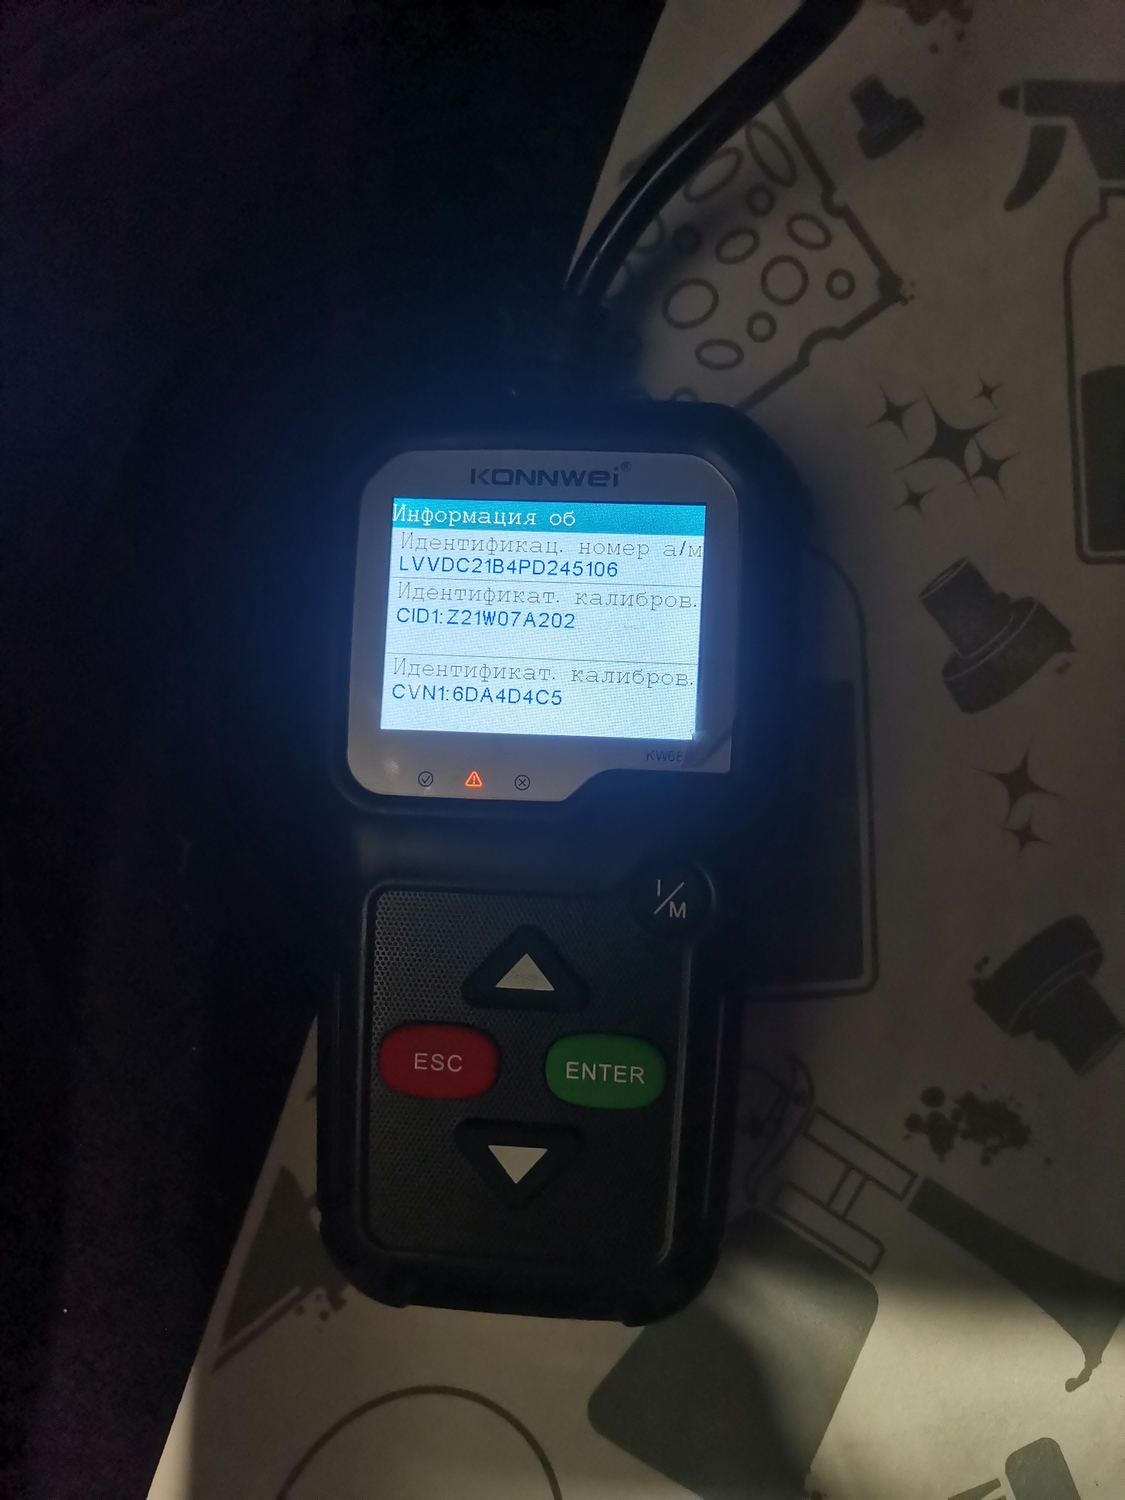 KONNWEI®
Информация об
Идентификац. номер а/м
LVVDC21B4PD245106
Идентификат. калибров.
CID1:Z21W07A202
Идентификат. калибров.
CVN1:6DA4D4C5
I/M
ESC
ENTER